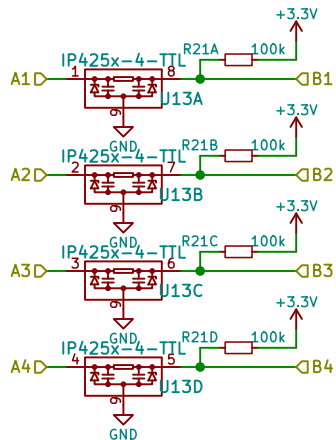 +3.3V
R21A 100k
IP425x-4-TTL
A1 1 8 B1
U13A
9
GND
+3.3V
R21B 100k
IP425x-4-TTL
A2 2 7 B2
U13B
9
GND
+3.3V
R21C 100k
IP425x-4-TTL
A3 3 6 B3
U13C
9
GND
+3.3V
R21D 100k
IP425x-4-TTL
A4 4 5 B4
U13D
9
GND